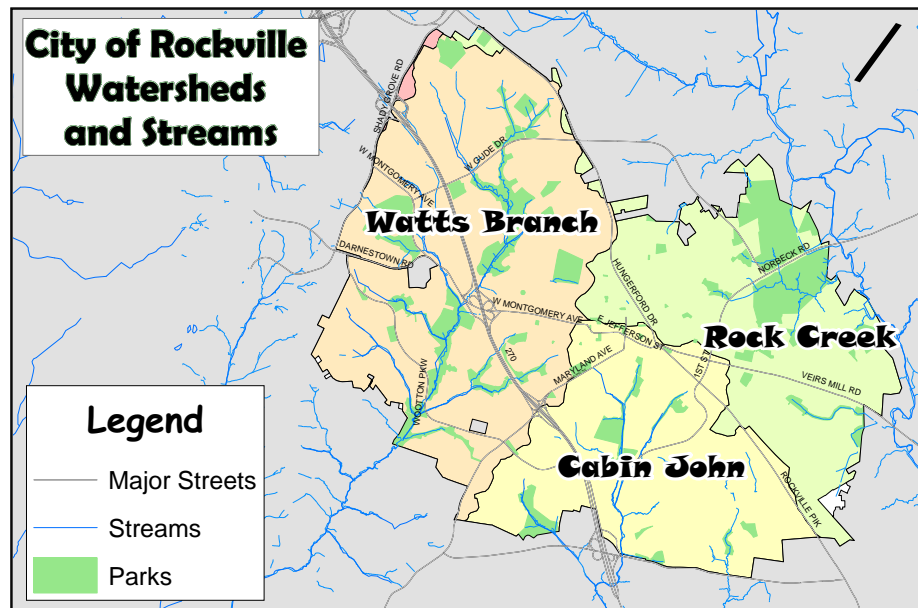 City of Rockville
Watersheds
and Streams
SHADY GROVE RD
W MONTGOMERY AVE
W GUDE DR
Watts Branch
DARNESTOWN RD
HUNGERFORD DR
NORBECK RD
W MONTGOMERY AVE
E JEFFERSON ST
Rock Creek
270
MARYLAND AVE
1ST ST
VEIRS MILL RD
WOOTTON PKW
Cabin John
ROCKVILLE PIK
Legend
Major Streets
Streams
Parks